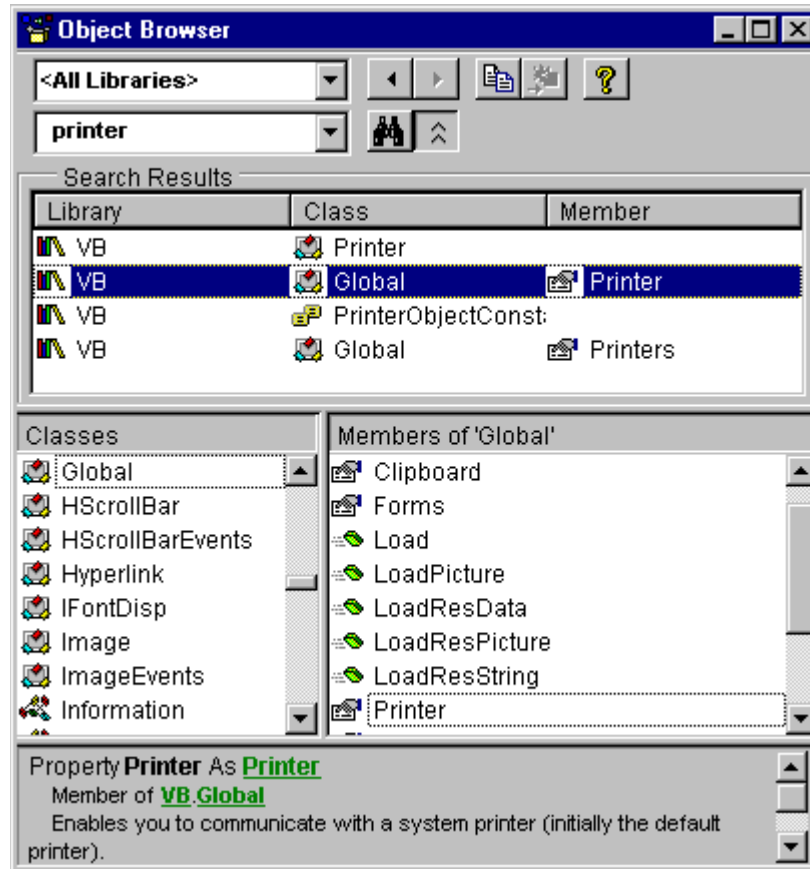 Object Browser
<All Libraries>
printer
Search Results
Library Class Member
VB Printer
VB Global Printer
VB PrinterObjectConst
VB Global Printers
Classes
Global
HScrollBar
HScrollBarEvents
Hyperlink
IFontDisp
Image
ImageEvents
Information
Members of 'Global'
Clipboard
Forms
Load
LoadPicture
LoadResData
LoadResPicture
LoadResString
Printer
Property Printer As Printer
Member of VB.Global
Enables you to communicate with a system printer (initially the default
printer).